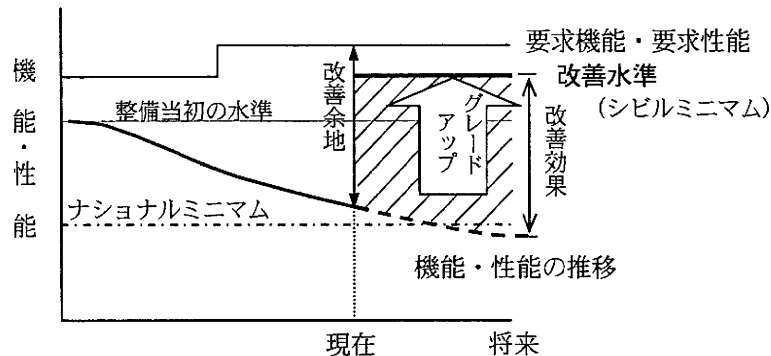 要求機能・要求性能
改善水準
(シビルミニマム)
機能・性能
整備当初の水準
改善余地
グレード
アップ
改善効果
ナショナルミニマム
機能・性能の推移
現在
将来